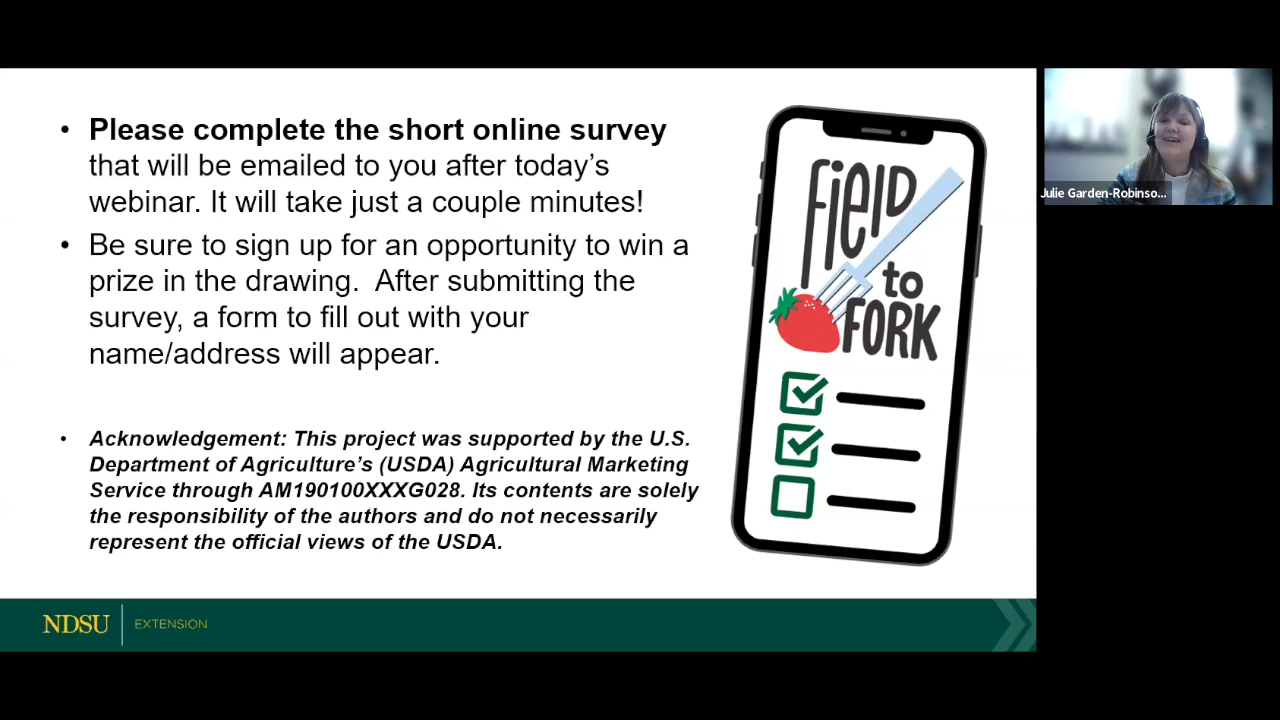 • Please complete the short online survey
that will be emailed to you after today's
webinar. It will take just a couple minutes!
• Be sure to sign up for an opportunity to win a
prize in the drawing.  After submitting the
survey, a form to fill out with your
name/address will appear.
• Acknowledgement: This project was supported by the U.S.
Department of Agriculture's (USDA) Agricultural Marketing
Service through AM190100XXXG028. Its contents are solely
the responsibility of the authors and do not necessarily
represent the official views of the USDA.
FiELD
to
FORK
Julie Garden-Robinso...
NDSU EXTENSION